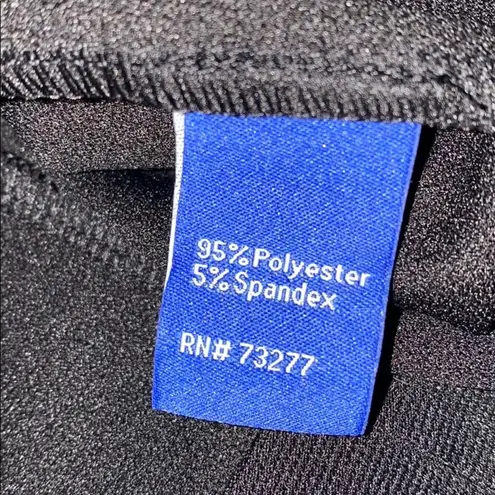 95%Polyester
5%Spandex
RN# 73277